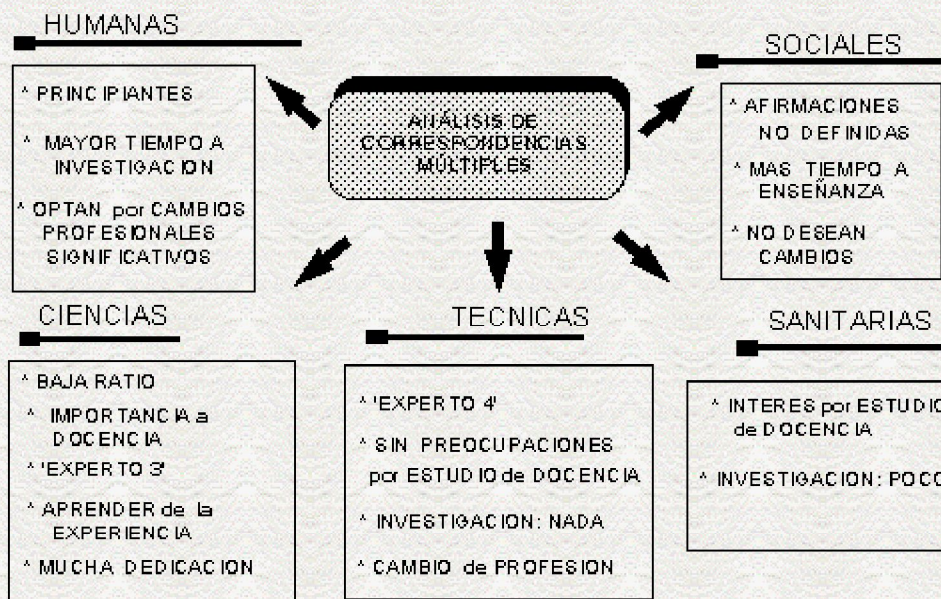 HUMANAS
^ PRINCIPIANTES
^ MAYOR TIEMPO A
INVESTIGACION
^ OPTAN por CAMBIOS
PROFESIONALES
SIGNIFICATIVOS
ANÁLISIS DE
CORRESPONDENCIAS
MÚLTIPLES
SOCIALES
^ AFIRMACIONES
NO DEFINIDAS
^ MAS TIEMPO A
ENSEÑANZA
^ NO DESEAN
CAMBIOS
CIENCIAS
^ BAJA RATIO
^ IMPORTANCIA a
DOCENCIA
^ 'EXPERTO 3'
^ APRENDER de la
EXPERIENCIA
^ MUCHA DEDICACION
TECNICAS
^ 'EXPERTO 4'
^ SIN PREOCUPACIONES
por ESTUDIO de DOCENCIA
^ INVESTIGACION: NADA
^ CAMBIO de PROFESION
SANITARIAS
^ INTERES por ESTUDIO
de DOCENCIA
^ INVESTIGACION: POCO